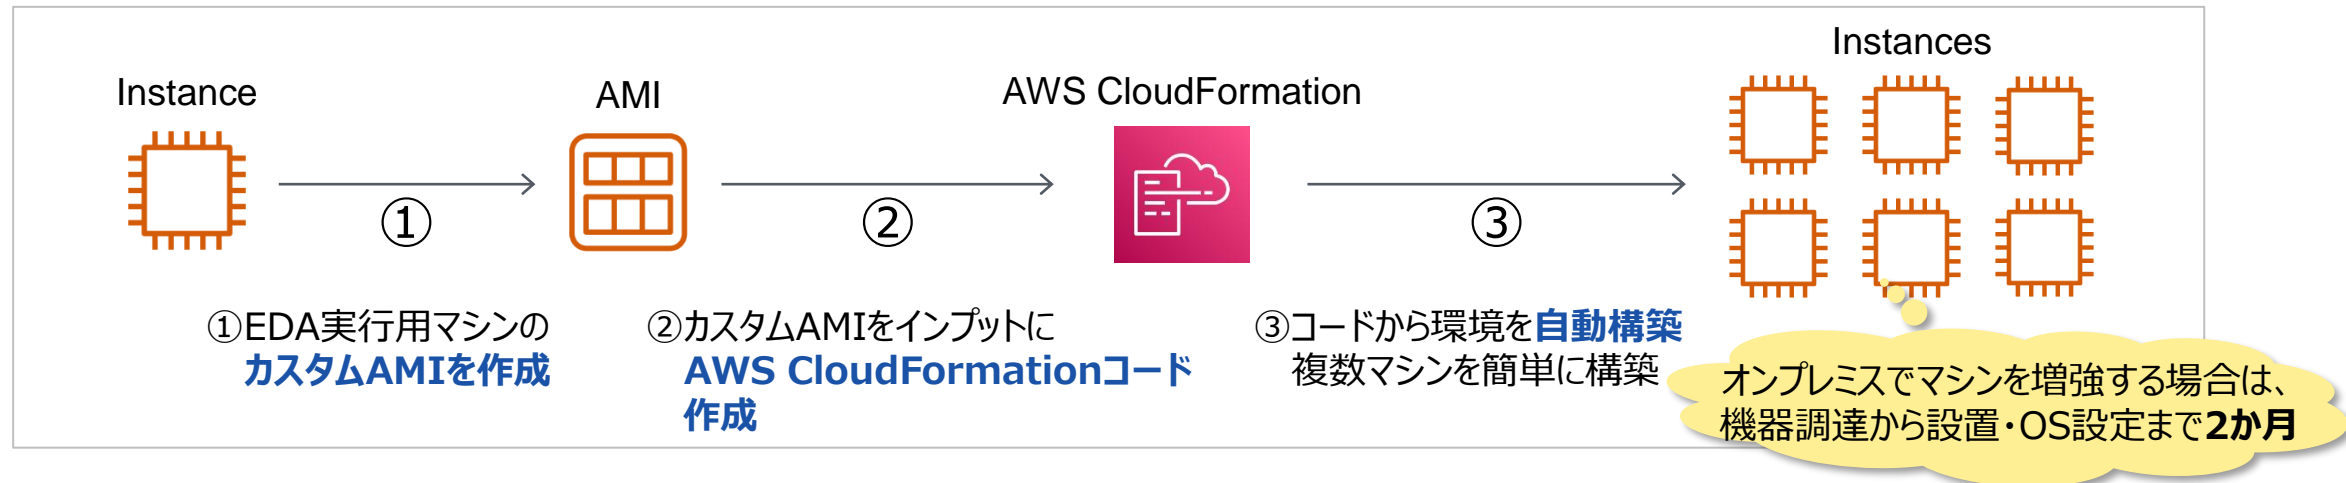 Instance
AMI
AWS CloudFormation
Instances
①
②
③
①EDA実行用マシンの
カスタムAMIを作成
②カスタムAMIをインプットに
AWS CloudFormationコード
作成
③コードから環境を自動構築
複数マシンを簡単に構築
オンプレミスでマシンを増強する場合は、
機器調達から設置・OS設定まで2か月